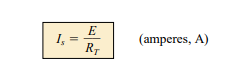 I_s = E / R_T (amperes, A)